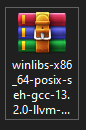 winlibs-x86
_64-posix-s
eh-gcc-13.
2.0-llvm-...